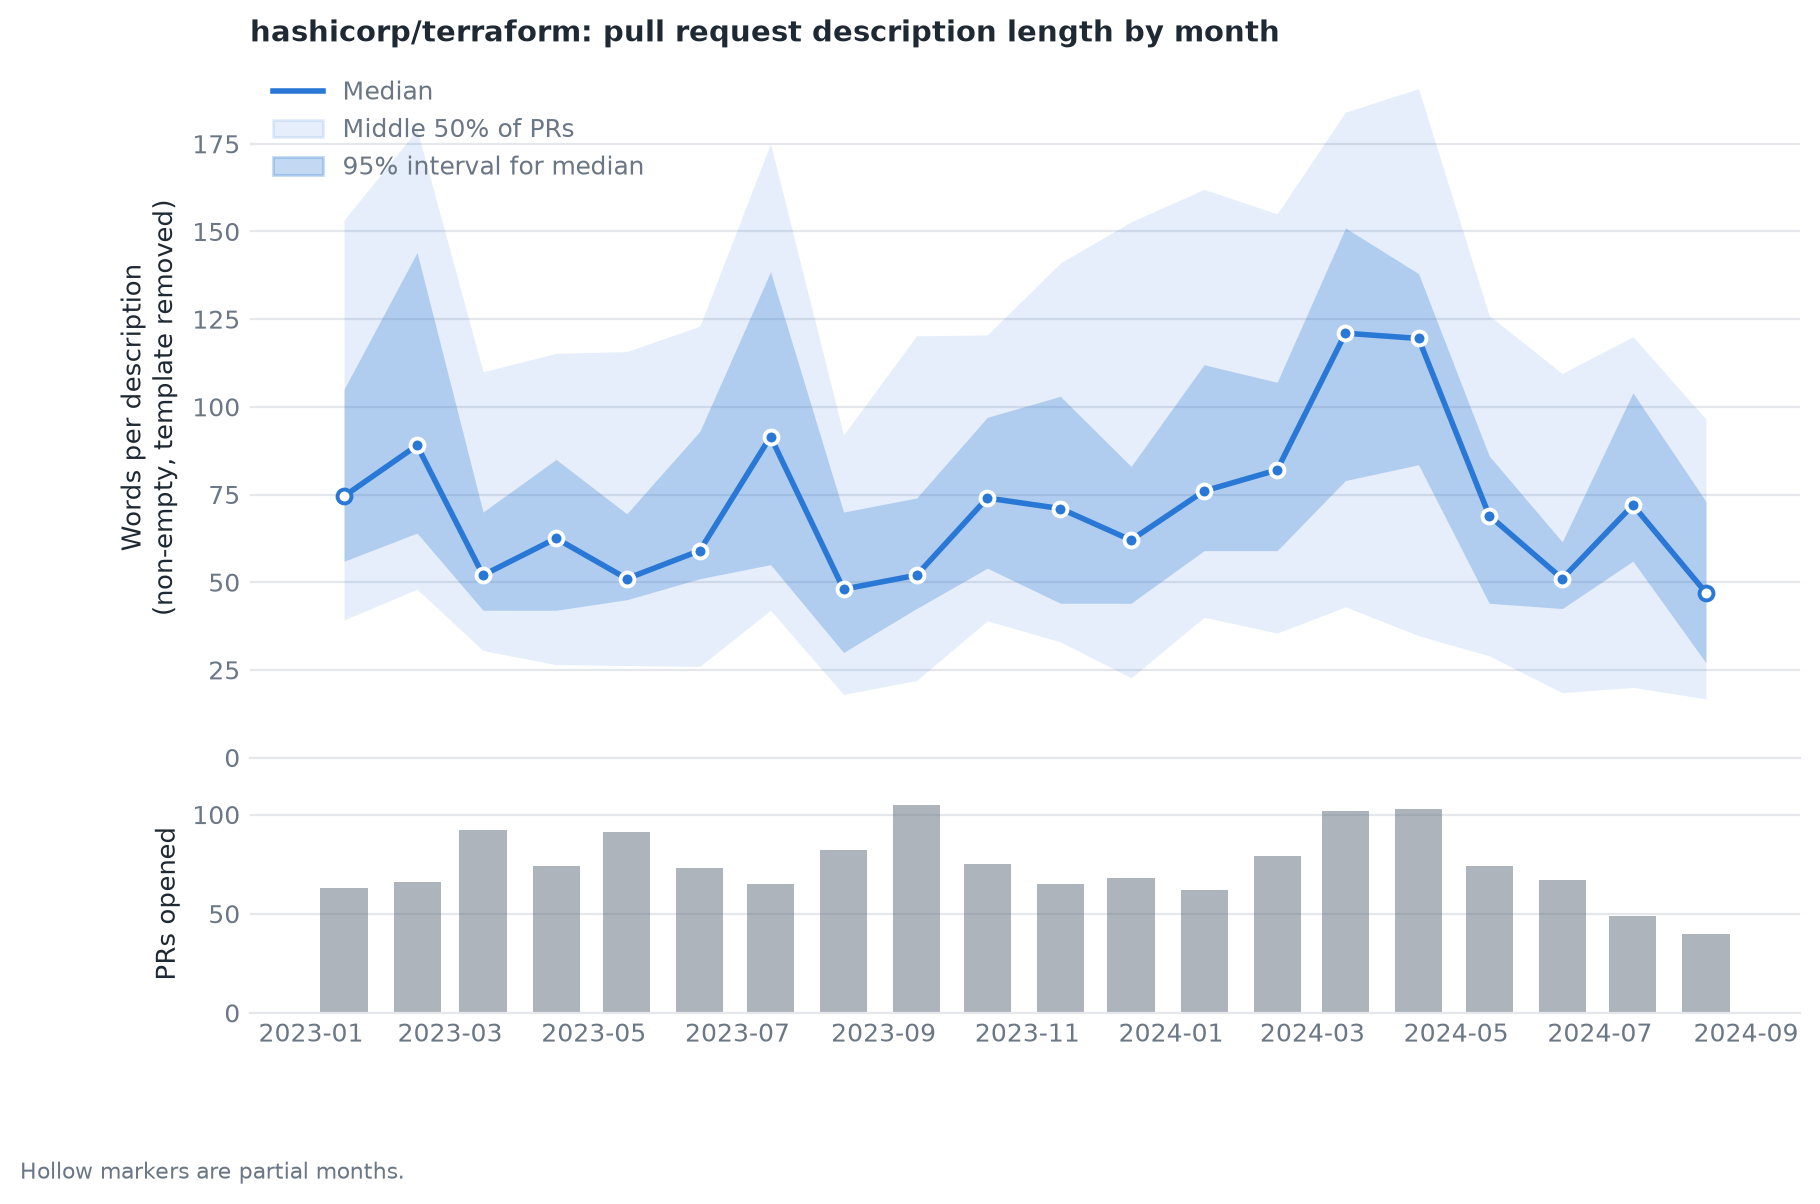 hashicorp/terraform: pull request description length by month
Median
Middle 50% of PRs
95% interval for median
Words per description
(non-empty, template removed)
175
150
125
100
75
50
25
0
PRs opened
100
50
0
2023-01
2023-03
2023-05
2023-07
2023-09
2023-11
2024-01
2024-03
2024-05
2024-07
2024-09
Hollow markers are partial months.